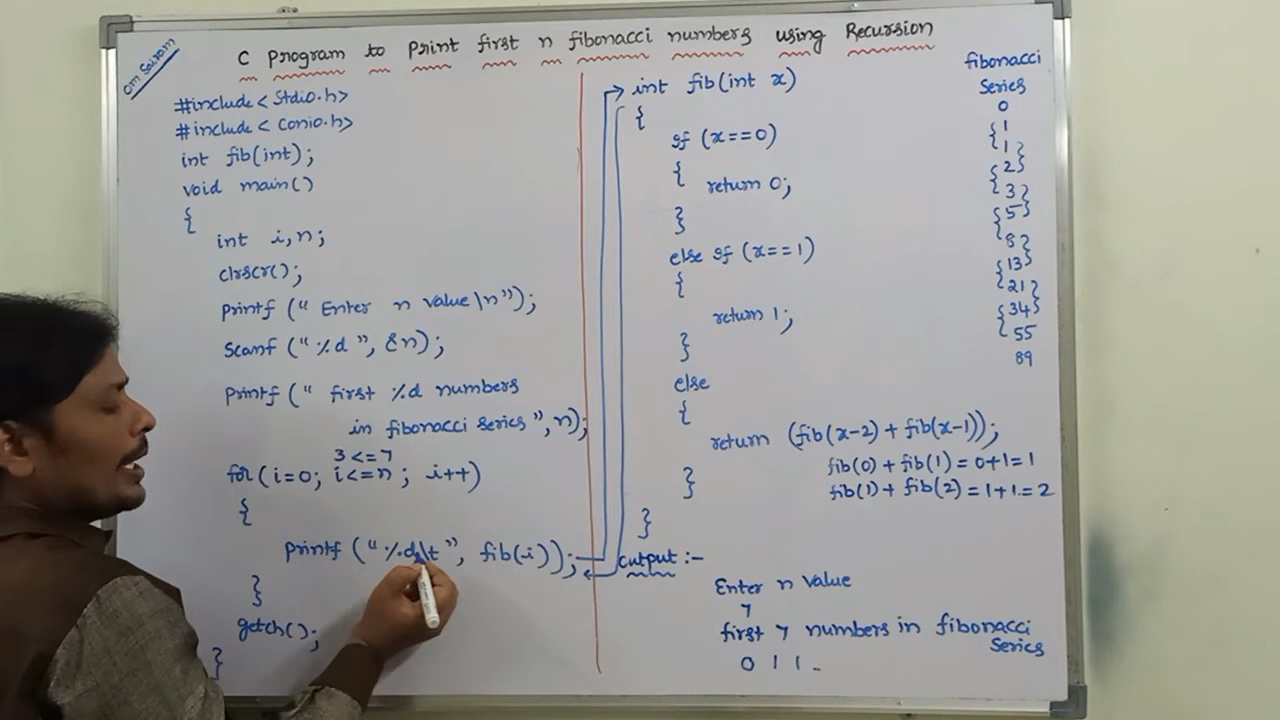 om Sairam
C program to print first n fibonacci numbers using Recursion
#include< Stdio.h>
#include< Conio.h>
int fib(int);
void main()
{
int i,n;
clrscr();
printf (" Enter n value\n");
scanf ("%d", &n);
printf (" first %d numbers
in fibonacci series", n);
3 <= 7
for (i=0; i<=n; i++)
{
printf ("%d\t", fib(i));
}
getch();
}
int fib(int x)
{
if (x==0)
{
return 0;
}
else if (x==1)
{
return 1;
}
else
{
return (fib(x-2) + fib(x-1));
fib(0) + fib(1) = 0+1=1
fib(1) + fib(2) = 1+1=2
}
}
output :-
Enter n value
7
first 7 numbers in fibonacci
series
0 1 1
fibonacci
Series
0
1
1
2
3
5
8
13
21
34
55
89